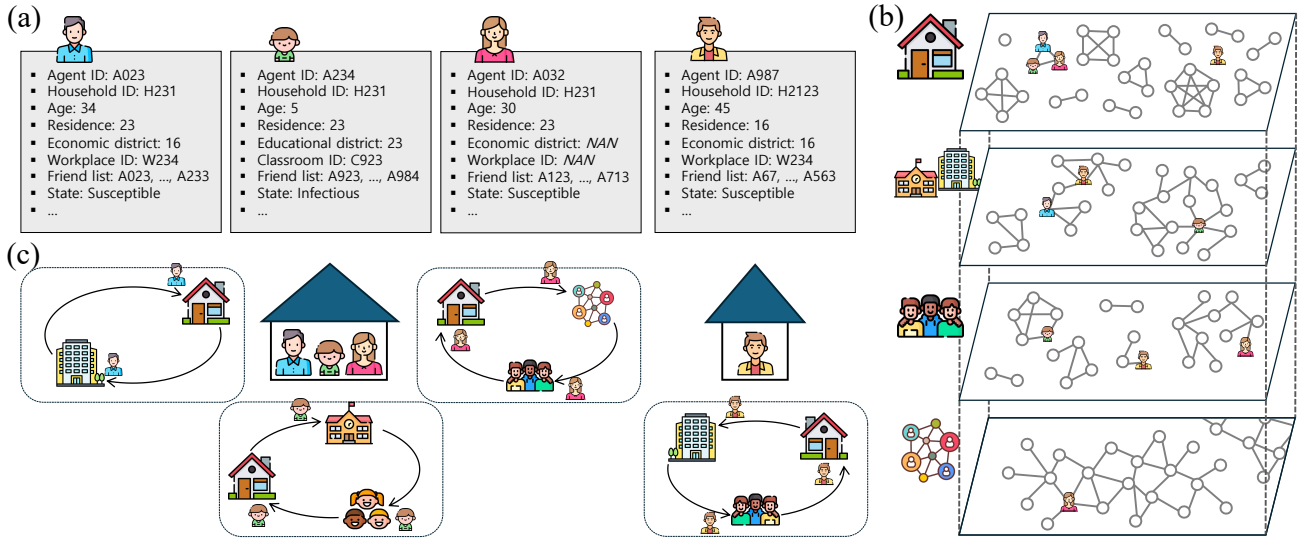 (a)
▪ Agent ID: A023
▪ Household ID: H231
▪ Age: 34
▪ Residence: 23
▪ Economic district: 16
▪ Workplace ID: W234
▪ Friend list: A023, ..., A233
▪ State: Susceptible
▪ ...
▪ Agent ID: A234
▪ Household ID: H231
▪ Age: 5
▪ Residence: 23
▪ Educational district: 23
▪ Classroom ID: C923
▪ Friend list: A923, ..., A984
▪ State: Infectious
▪ ...
▪ Agent ID: A032
▪ Household ID: H231
▪ Age: 30
▪ Residence: 23
▪ Economic district: NAN
▪ Workplace ID: NAN
▪ Friend list: A123, ..., A713
▪ State: Susceptible
▪ ...
▪ Agent ID: A987
▪ Household ID: H2123
▪ Age: 45
▪ Residence: 16
▪ Economic district: 16
▪ Workplace ID: W234
▪ Friend list: A67, ..., A563
▪ State: Susceptible
▪ ...
(b)
(c)